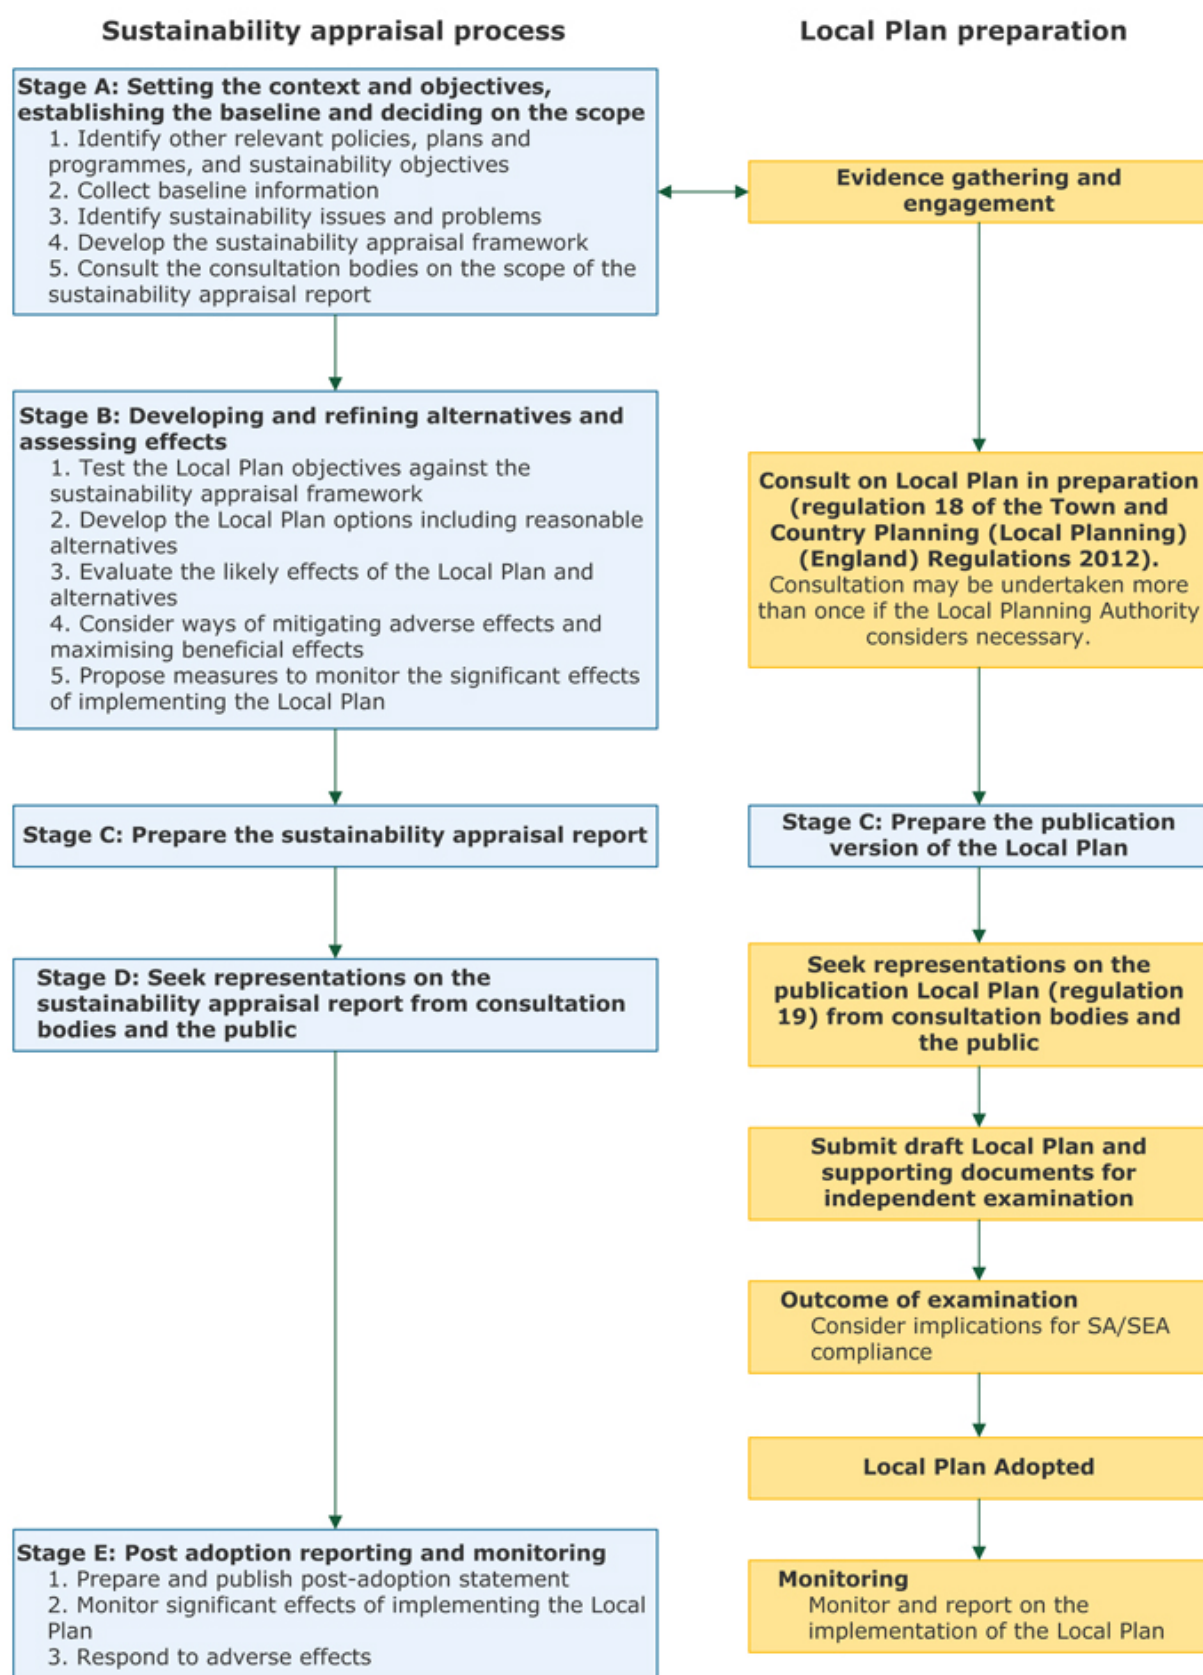 Sustainability appraisal process
Local Plan preparation
Stage A: Setting the context and objectives,
establishing the baseline and deciding on the scope
1. Identify other relevant policies, plans and
programmes, and sustainability objectives
2. Collect baseline information
3. Identify sustainability issues and problems
4. Develop the sustainability appraisal framework
5. Consult the consultation bodies on the scope of the
sustainability appraisal report
Evidence gathering and
engagement
Stage B: Developing and refining alternatives and
assessing effects
1. Test the Local Plan objectives against the
sustainability appraisal framework
2. Develop the Local Plan options including reasonable
alternatives
3. Evaluate the likely effects of the Local Plan and
alternatives
4. Consider ways of mitigating adverse effects and
maximising beneficial effects
5. Propose measures to monitor the significant effects
of implementing the Local Plan
Consult on Local Plan in preparation
(regulation 18 of the Town and
Country Planning (Local Planning)
(England) Regulations 2012).
Consultation may be undertaken more
than once if the Local Planning Authority
considers necessary.
Stage C: Prepare the sustainability appraisal report
Stage C: Prepare the publication
version of the Local Plan
Stage D: Seek representations on the
sustainability appraisal report from consultation
bodies and the public
Seek representations on the
publication Local Plan (regulation
19) from consultation bodies and
the public
Submit draft Local Plan and
supporting documents for
independent examination
Outcome of examination
Consider implications for SA/SEA
compliance
Local Plan Adopted
Stage E: Post adoption reporting and monitoring
1. Prepare and publish post-adoption statement
2. Monitor significant effects of implementing the Local
Plan
3. Respond to adverse effects
Monitoring
Monitor and report on the
implementation of the Local Plan